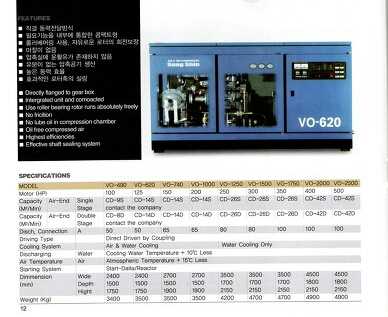 FEATURES
■ 직결 동력전달방식
■ 필요기능을 내부에 통합한 콤팩트형
■ 롤러베어링 사용, 자유로운 로터의 회전보장
■ 마찰이 없음
■ 압축실에 윤활유가 존재하지 않음
■ 유분이 없는 압축공기 생산
■ 높은 동력 효율
■ 효과적인 로터축의 실링
■ Directly flanged to gear box
■ Intergrated unit and comoacted
■ Use roller bearing rotor runs absolutely freely
■ No friction
■ No lube oil in compression chamber
■ Oil free compressed air
■ Highest efficiencies
■ Effective shaft sealing system
Sung Shin
VO-620
SPECIFICATIONS
MODEL VO-490 VO-620 VO-740 VO-1000 VO-1250 VO-1500 VO-1750 VO-2000 VO-2500
Motor (HP) 100 125 150 200 250 300 350 400 500
Capacity Air-End Single CD-9S CD-14S CD-14S CD-14S CD-26S CD-26S CD-26S CD-42S CD-42S
(M³/Min) Stage contact the company
Capacity Air-End Double CD-8D CD-14D CD-14D CD-14D CD-26D CD-26D CD-26D CD-42D CD-42D
(M³/Min) Stage contact the company
Disch, Connection A 50 50 65 65 80 80 100 100 100
Driving Type Direct Driven by Coupling
Cooling System Air & Water Cooling Water Cooling Only
Discharging Water Cooling Water Temperature + 10℃ Less
Air Temperature Air Atmospheric Temperature + 15℃ Less
Starting System Start-Dalta/Reactor
Dimmension Wide 2400 2400 2700 2700 3500 3500 3500 4500 4500
(mm) Depth 1500 1500 1500 1500 1700 1700 1700 1800 1800
Hight 1750 1750 1900 1900 2150 2150 2150 2150 2150
Weight (Kg) 3400 3500 3500 3500 4200 4700 4700 4900 4900
12